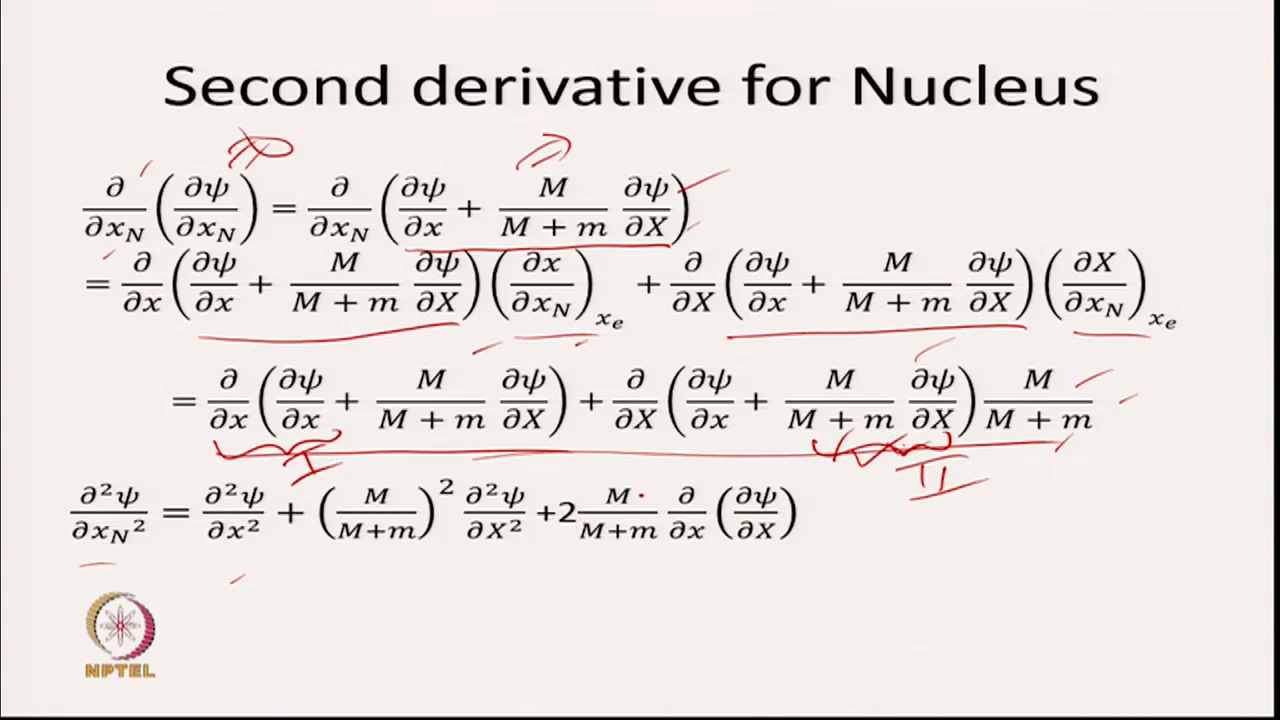 Second derivative for Nucleus
∂/∂x_N (∂ψ/∂x_N) = ∂/∂x_N (∂ψ/∂x + M/(M + m) ∂ψ/∂X)
= ∂/∂x (∂ψ/∂x + M/(M + m) ∂ψ/∂X) (∂x/∂x_N)_{x_e} + ∂/∂X (∂ψ/∂x + M/(M + m) ∂ψ/∂X) (∂X/∂x_N)_{x_e}
= ∂/∂x (∂ψ/∂x + M/(M + m) ∂ψ/∂X) + ∂/∂X (∂ψ/∂x + M/(M + m) ∂ψ/∂X) M/(M + m)
I II
∂²ψ/∂x_N² = ∂²ψ/∂x² + (M/(M+m))² ∂²ψ/∂X² +2 M/(M+m) ∂/∂x (∂ψ/∂X)
NPTEL